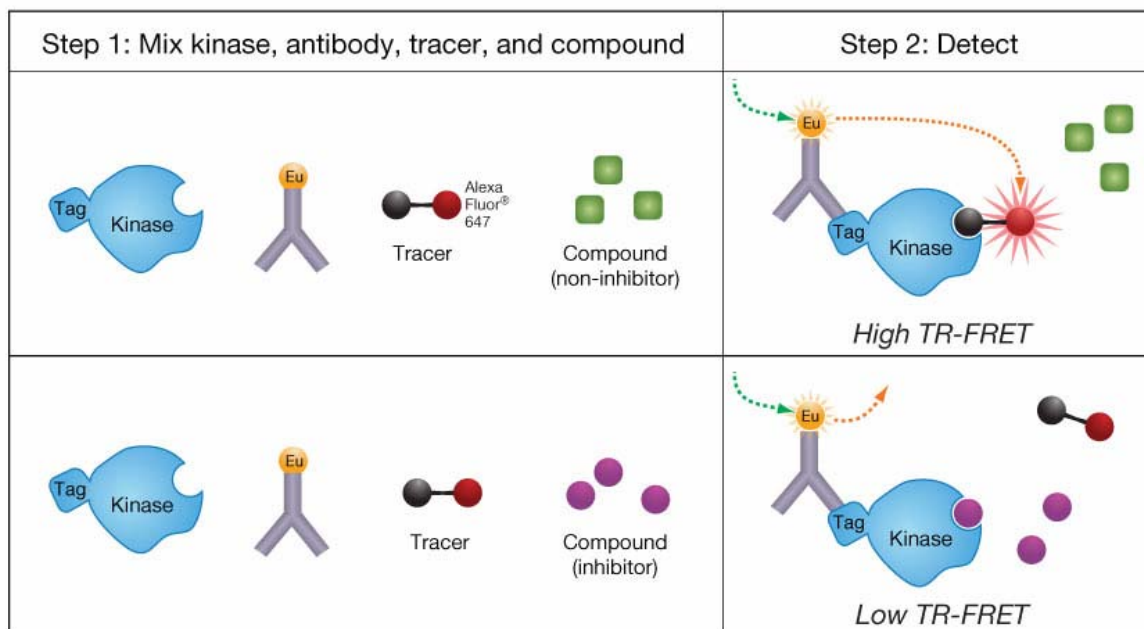 Step 1: Mix kinase, antibody, tracer, and compound
Step 2: Detect
Tag
Kinase
Eu
Alexa
Fluor®
647
Tracer
Compound
(non-inhibitor)
Eu
Tag
Kinase
High TR-FRET
Tag
Kinase
Eu
Tracer
Compound
(inhibitor)
Eu
Tag
Kinase
Low TR-FRET